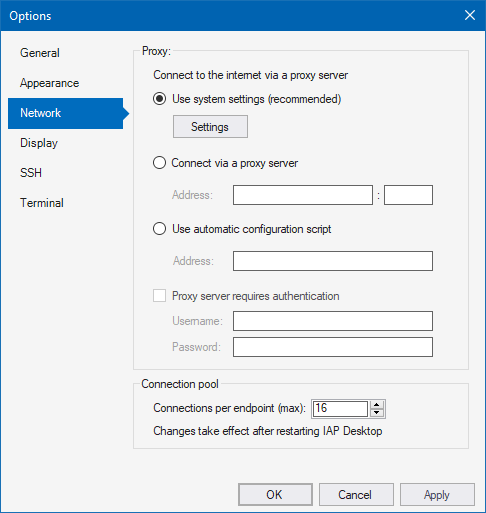 Options
General
Appearance
Network
Display
SSH
Terminal
Proxy:
Connect to the internet via a proxy server
Use system settings (recommended)
Settings
Connect via a proxy server
Address: :
Use automatic configuration script
Address:
Proxy server requires authentication
Username:
Password:
Connection pool
Connections per endpoint (max): 16
Changes take effect after restarting IAP Desktop
OK Cancel Apply